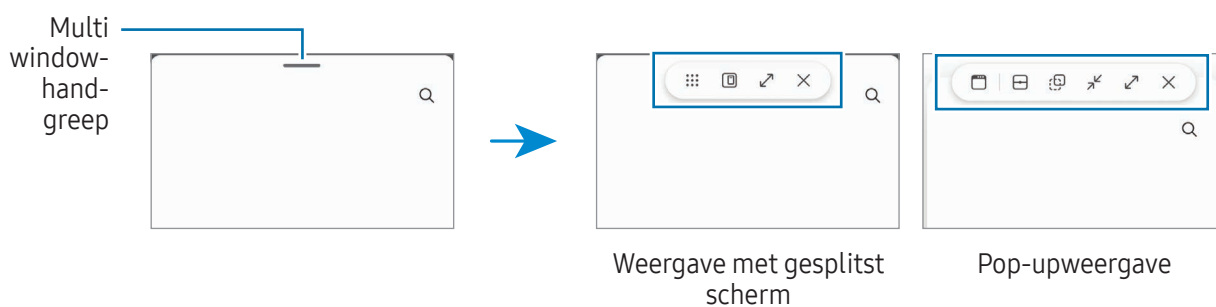 Multi
window-
hand-
greep
Weergave met gesplitst
scherm
Pop-upweergave